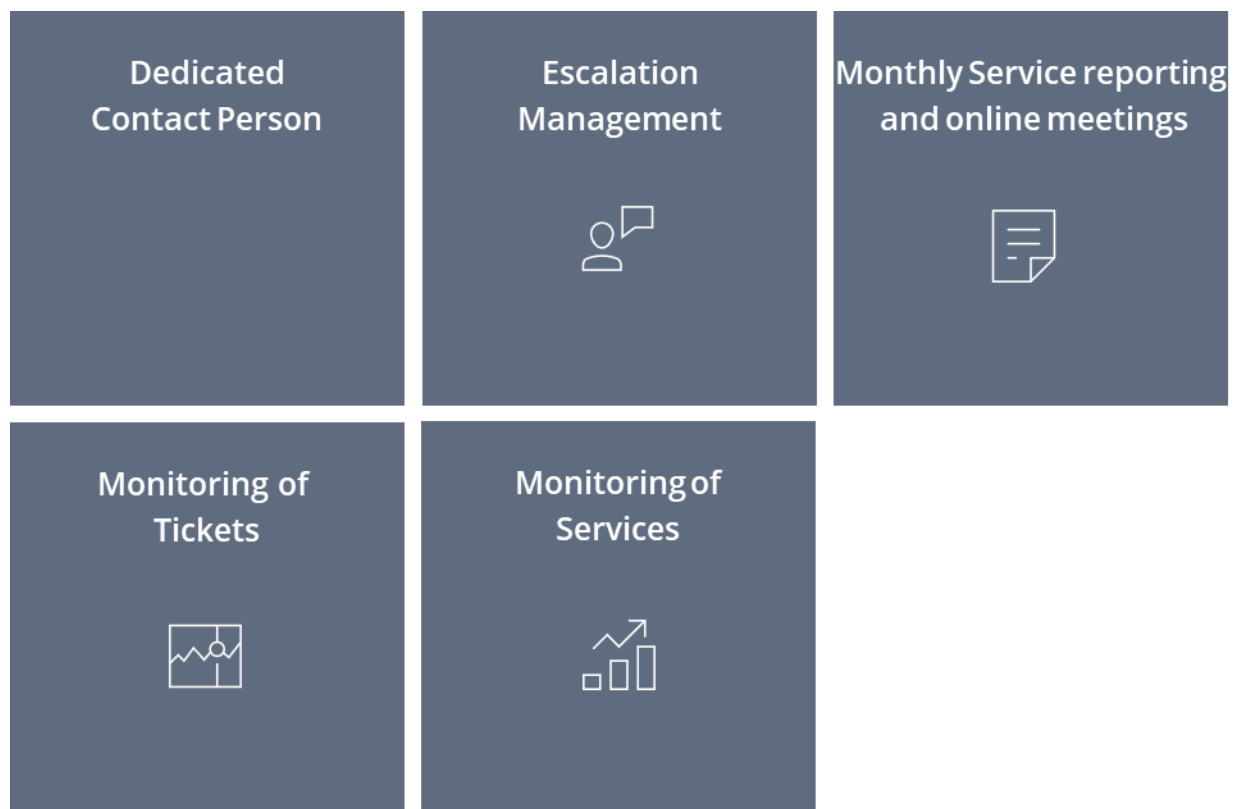 Dedicated
Contact Person
Escalation
Management
Monthly Service reporting
and online meetings
Monitoring of
Tickets
Monitoring of
Services